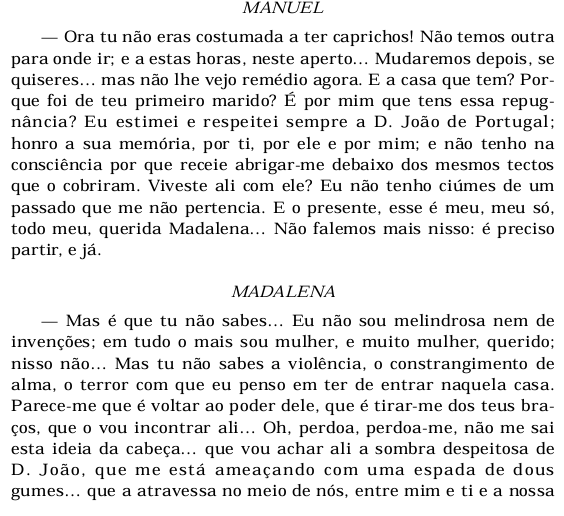 MANUEL
— Ora tu não eras costumada a ter caprichos! Não temos outra
para onde ir; e a estas horas, neste aperto... Mudaremos depois, se
quiseres... mas não lhe vejo remédio agora. E a casa que tem? Por-
que foi de teu primeiro marido? É por mim que tens essa repug-
nância? Eu estimei e respeitei sempre a D. João de Portugal;
honro a sua memória, por ti, por ele e por mim; e não tenho na
consciência por que receie abrigar-me debaixo dos mesmos tectos
que o cobriram. Viveste ali com ele? Eu não tenho ciúmes de um
passado que me não pertencia. E o presente, esse é meu, meu só,
todo meu, querida Madalena... Não falemos mais nisso: é preciso
partir, e já.
MADALENA
— Mas é que tu não sabes... Eu não sou melindrosa nem de
invenções; em tudo o mais sou mulher, e muito mulher, querido;
nisso não... Mas tu não sabes a violência, o constrangimento de
alma, o terror com que eu penso em ter de entrar naquela casa.
Parece-me que é voltar ao poder dele, que é tirar-me dos teus bra-
ços, que o vou incontrar ali... Oh, perdoa, perdoa-me, não me sai
esta ideia da cabeça... que vou achar ali a sombra despeitosa de
D. João, que me está ameaçando com uma espada de dous
gumes... que a atravessa no meio de nós, entre mim e ti e a nossa